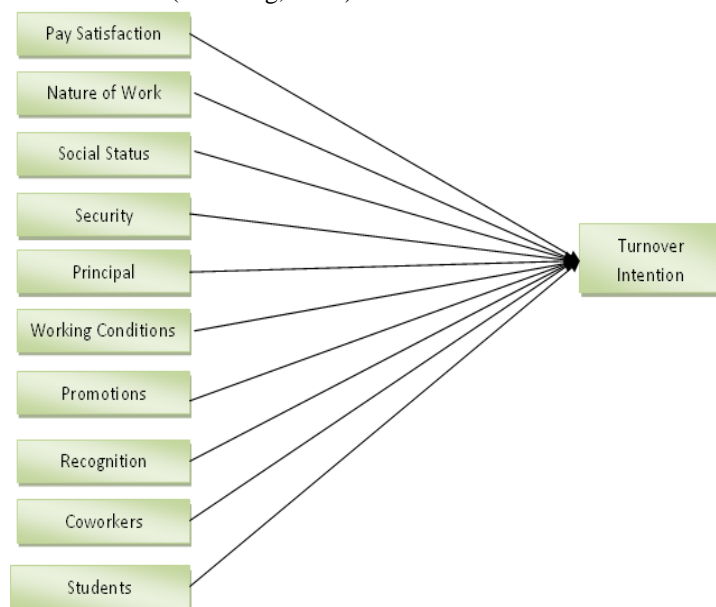 Pay Satisfaction
Nature of Work
Social Status
Security
Principal
Working Conditions
Promotions
Recognition
Coworkers
Students
Turnover
Intention